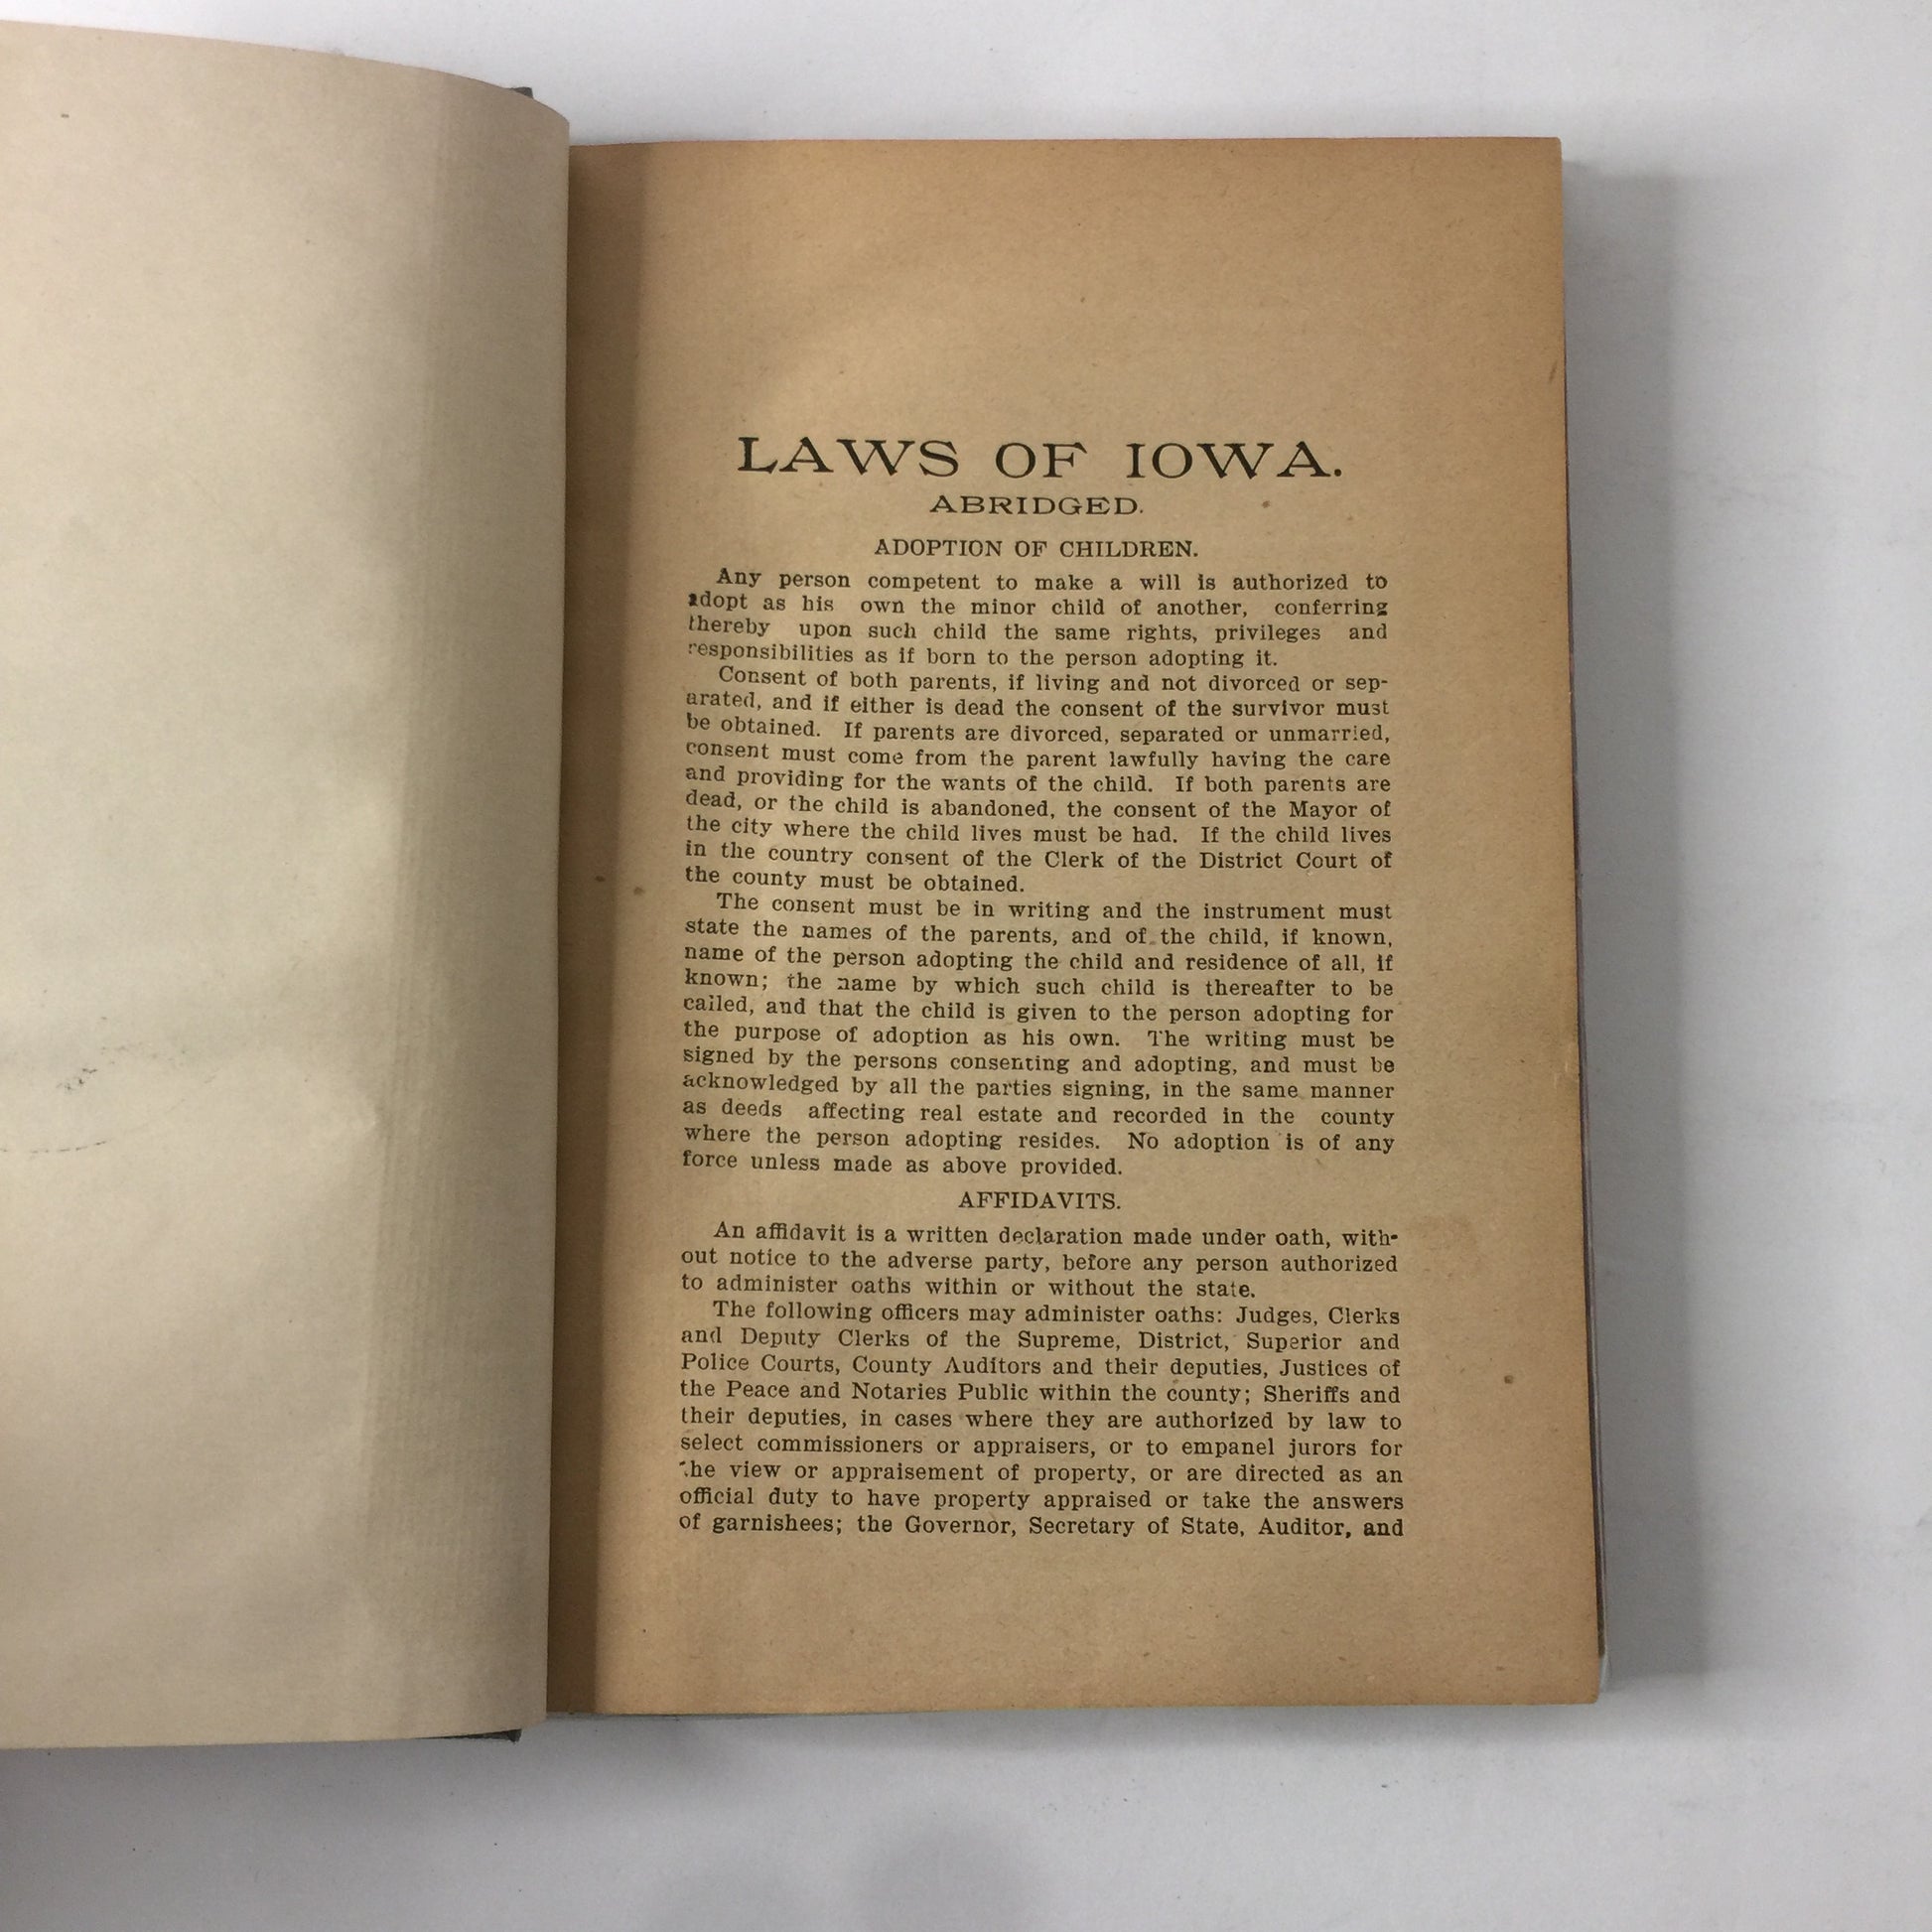 LAWS OF IOWA.
ABRIDGED.
ADOPTION OF CHILDREN.
Any person competent to make a will is authorized to
adopt as his own the minor child of another, conferring
thereby upon such child the same rights, privileges and
responsibilities as if born to the person adopting it.
Consent of both parents, if living and not divorced or sep-
arated, and if either is dead the consent of the survivor must
be obtained. If parents are divorced, separated or unmarried,
consent must come from the parent lawfully having the care
and providing for the wants of the child. If both parents are
dead, or the child is abandoned, the consent of the Mayor of
the city where the child lives must be had. If the child lives
in the country consent of the Clerk of the District Court of
the county must be obtained.
The consent must be in writing and the instrument must
state the names of the parents, and of the child, if known,
name of the person adopting the child and residence of all, if
known; the name by which such child is thereafter to be
called, and that the child is given to the person adopting for
the purpose of adoption as his own. The writing must be
signed by the persons consenting and adopting, and must be
acknowledged by all the parties signing, in the same manner
as deeds affecting real estate and recorded in the county
where the person adopting resides. No adoption is of any
force unless made as above provided.
AFFIDAVITS.
An affidavit is a written declaration made under oath, with-
out notice to the adverse party, before any person authorized
to administer oaths within or without the state.
The following officers may administer oaths: Judges, Clerks
and Deputy Clerks of the Supreme, District, Superior and
Police Courts, County Auditors and their deputies, Justices of
the Peace and Notaries Public within the county; Sheriffs and
their deputies, in cases where they are authorized by law to
select commissioners or appraisers, or to empanel jurors for
the view or appraisement of property, or are directed as an
official duty to have property appraised or take the answers
of garnishees; the Governor, Secretary of State, Auditor, and